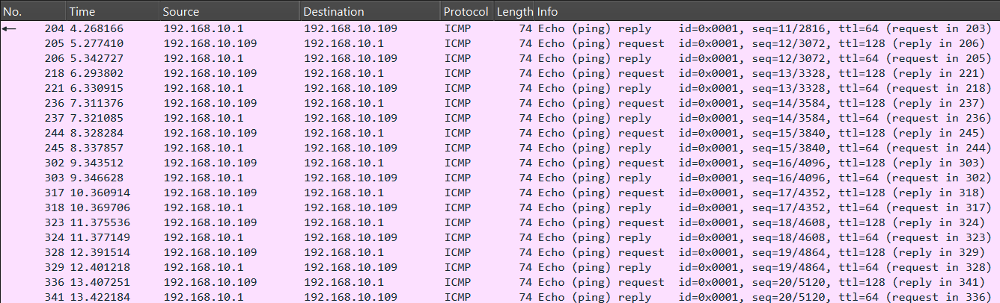 No. Time Source Destination Protocol Length Info
204 4.268166 192.168.10.1 192.168.10.109 ICMP 74 Echo (ping) reply id=0x0001, seq=11/2816, ttl=64 (request in 203)
205 5.277410 192.168.10.109 192.168.10.1 ICMP 74 Echo (ping) request id=0x0001, seq=12/3072, ttl=128 (reply in 206)
206 5.342727 192.168.10.1 192.168.10.109 ICMP 74 Echo (ping) reply id=0x0001, seq=12/3072, ttl=64 (request in 205)
218 6.293802 192.168.10.109 192.168.10.1 ICMP 74 Echo (ping) request id=0x0001, seq=13/3328, ttl=128 (reply in 221)
221 6.330915 192.168.10.1 192.168.10.109 ICMP 74 Echo (ping) reply id=0x0001, seq=13/3328, ttl=64 (request in 218)
236 7.311376 192.168.10.109 192.168.10.1 ICMP 74 Echo (ping) request id=0x0001, seq=14/3584, ttl=128 (reply in 237)
237 7.321085 192.168.10.1 192.168.10.109 ICMP 74 Echo (ping) reply id=0x0001, seq=14/3584, ttl=64 (request in 236)
244 8.328284 192.168.10.109 192.168.10.1 ICMP 74 Echo (ping) request id=0x0001, seq=15/3840, ttl=128 (reply in 245)
245 8.337857 192.168.10.1 192.168.10.109 ICMP 74 Echo (ping) reply id=0x0001, seq=15/3840, ttl=64 (request in 244)
302 9.343512 192.168.10.109 192.168.10.1 ICMP 74 Echo (ping) request id=0x0001, seq=16/4096, ttl=128 (reply in 303)
303 9.346628 192.168.10.1 192.168.10.109 ICMP 74 Echo (ping) reply id=0x0001, seq=16/4096, ttl=64 (request in 302)
317 10.360914 192.168.10.109 192.168.10.1 ICMP 74 Echo (ping) request id=0x0001, seq=17/4352, ttl=128 (reply in 318)
318 10.369706 192.168.10.1 192.168.10.109 ICMP 74 Echo (ping) reply id=0x0001, seq=17/4352, ttl=64 (request in 317)
323 11.375536 192.168.10.109 192.168.10.1 ICMP 74 Echo (ping) request id=0x0001, seq=18/4608, ttl=128 (reply in 324)
324 11.377149 192.168.10.1 192.168.10.109 ICMP 74 Echo (ping) reply id=0x0001, seq=18/4608, ttl=64 (request in 323)
328 12.391514 192.168.10.109 192.168.10.1 ICMP 74 Echo (ping) request id=0x0001, seq=19/4864, ttl=128 (reply in 329)
329 12.401218 192.168.10.1 192.168.10.109 ICMP 74 Echo (ping) reply id=0x0001, seq=19/4864, ttl=64 (request in 328)
336 13.407251 192.168.10.109 192.168.10.1 ICMP 74 Echo (ping) request id=0x0001, seq=20/5120, ttl=128 (reply in 341)
341 13.422184 192.168.10.1 192.168.10.109 ICMP 74 Echo (ping) reply id=0x0001, seq=20/5120, ttl=64 (request in 336)